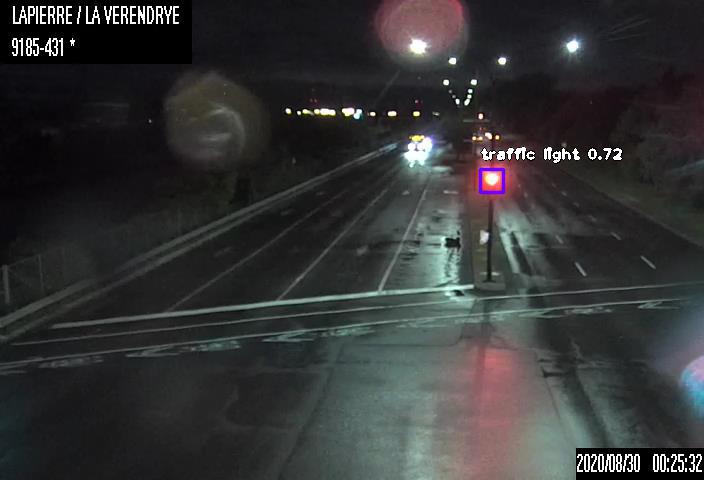 LAPIERRE / LA VERENDRYE
9185-431 *
traffic light 0.72
2020/08/30 00:25:32